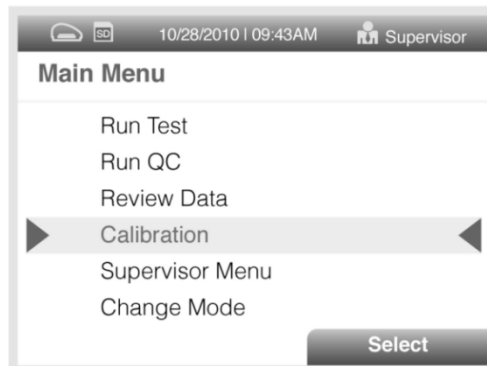 SD 10/28/2010 | 09:43AM Supervisor
Main Menu
Run Test
Run QC
Review Data
Calibration
Supervisor Menu
Change Mode
Select